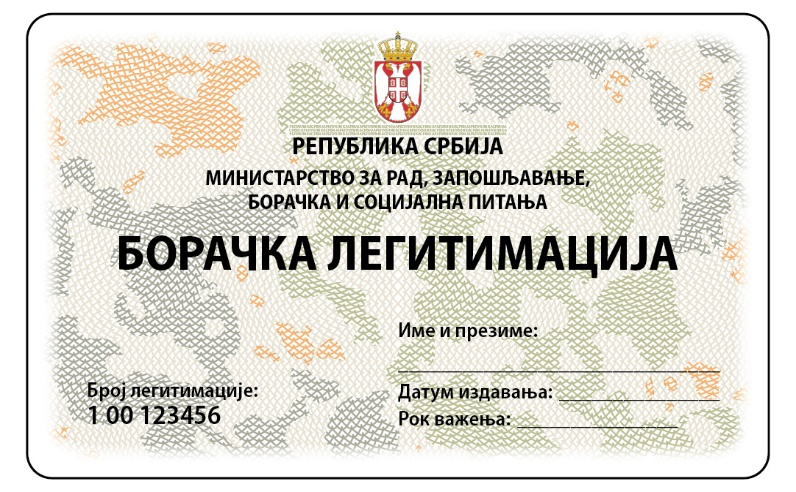 РЕПУБЛИКА СРБИЈА
МИНИСТАРСТВО ЗА РАД, ЗАПОШЉАВАЊЕ,
БОРАЧКА И СОЦИЈАЛНА ПИТАЊА
БОРАЧКА ЛЕГИТИМАЦИЈА
Име и презиме:
Број легитимације:
1 00 123456
Датум издавања:
Рок важења: